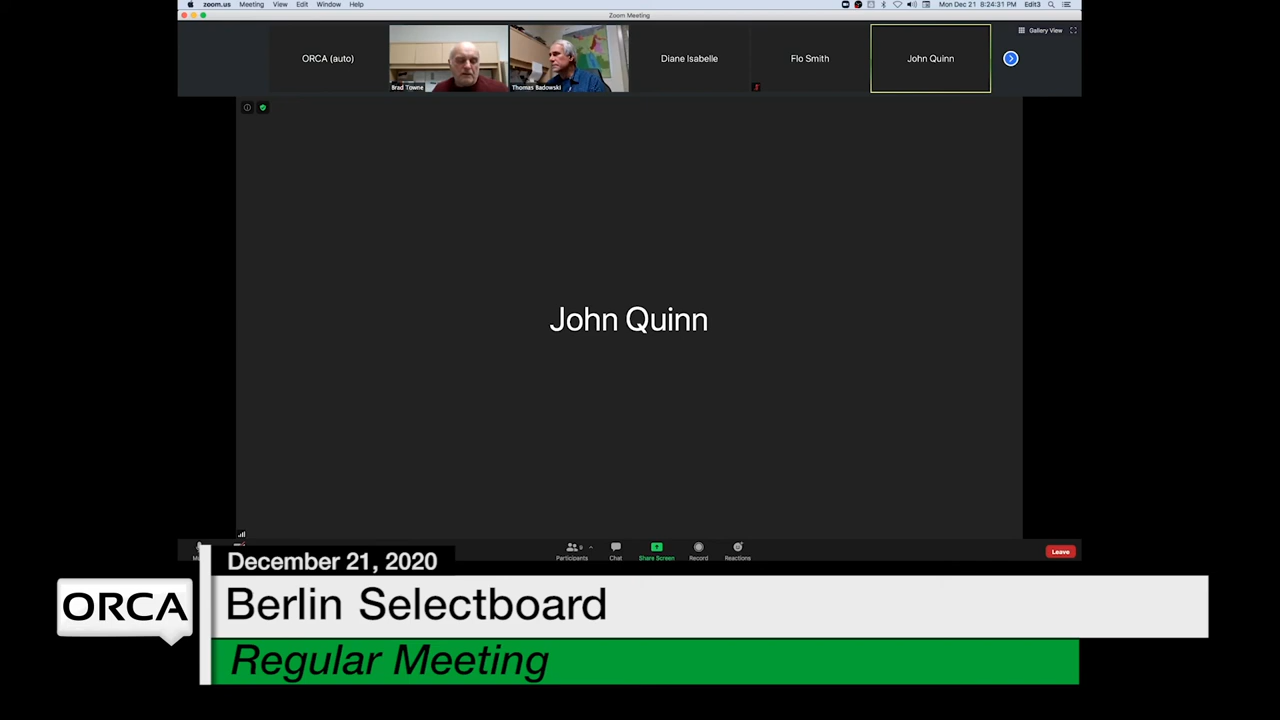 zoom.us Meeting View Edit Window Help
Mon Dec 21 8:24:31 PM Edit3
Zoom Meeting
Gallery View
ORCA (auto)
Brad Towne
Thomas Badowski
Diane Isabelle
Flo Smith
John Quinn
John Quinn
Participants
Chat
Share Screen
Record
Reactions
Leave
December 21, 2020
ORCA
Berlin Selectboard
Regular Meeting